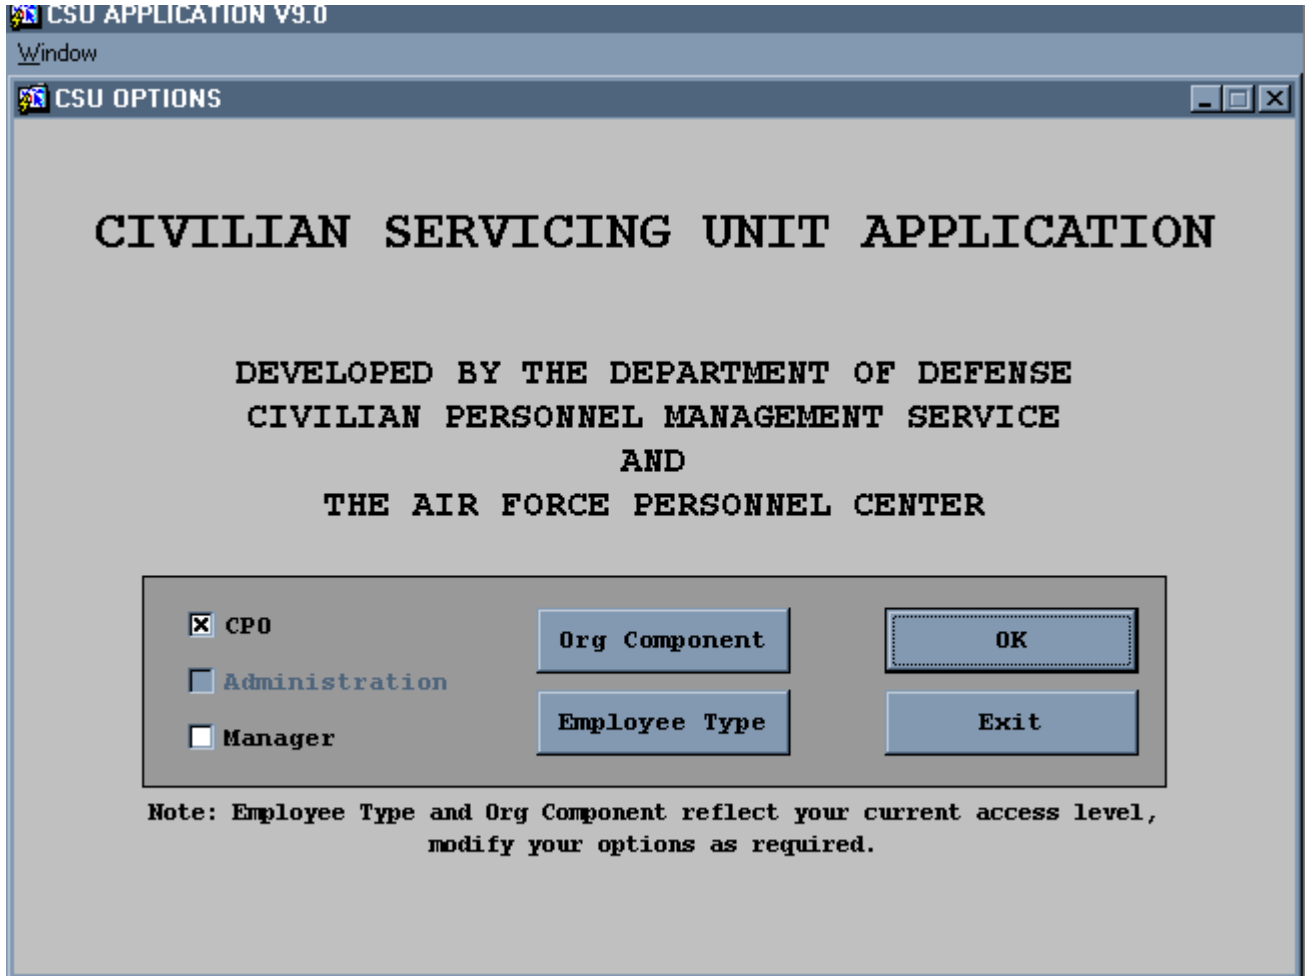 CSU APPLICATION V9.0
Window
CSU OPTIONS
CIVILIAN SERVICING UNIT APPLICATION
DEVELOPED BY THE DEPARTMENT OF DEFENSE
CIVILIAN PERSONNEL MANAGEMENT SERVICE
AND
THE AIR FORCE PERSONNEL CENTER
CPO
Administration
Manager
Org Component
Employee Type
OK
Exit
Note: Employee Type and Org Component reflect your current access level,
modify your options as required.